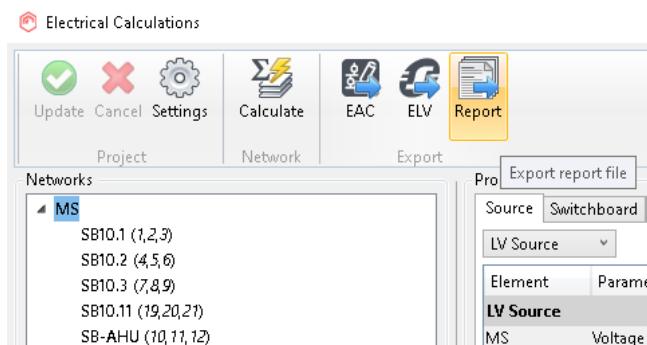 Electrical Calculations
Update Cancel Settings Calculate EAC ELV Report
Project Network Export
Export report file
Networks
MS
SB10.1 (1,2,3)
SB10.2 (4,5,6)
SB10.3 (7,8,9)
SB10.11 (19,20,21)
SB-AHU (10,11,12)
Pro
Source Switchboard
LV Source
Element Parame
LV Source
MS Voltage